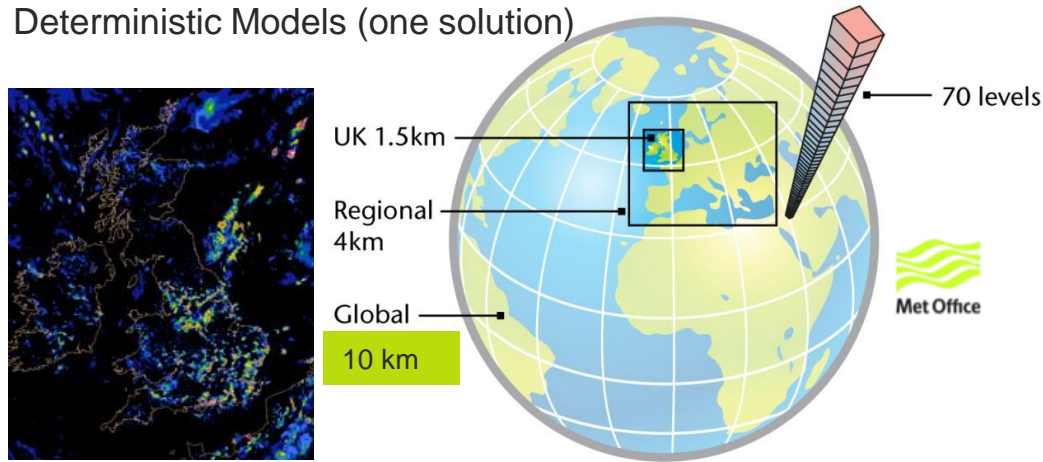 Deterministic Models (one solution)
70 levels
UK 1.5km
Regional
4km
Global
10 km
Met Office